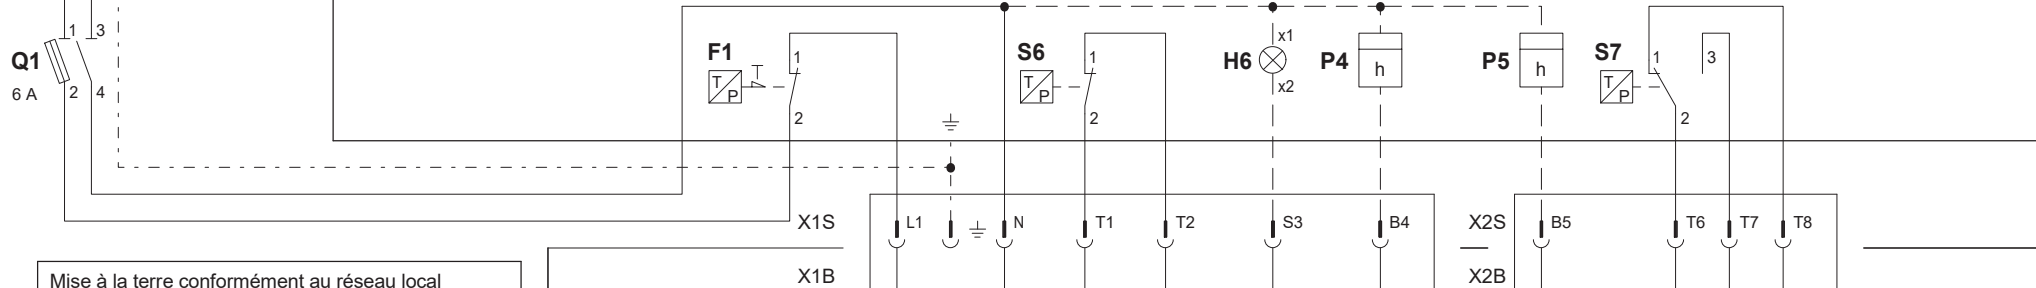 1 3
Q1
6 A
2 4
F1
T
P
T
1
2
S6
T
P
1
2
H6
x1
x2
P4
h
P5
h
S7
T
P
1
3
2
X1S
L1
N
T1
T2
S3
B4
X2S
B5
T6
T7
T8
X1B
X2B
Mise à la terre conformément au réseau local